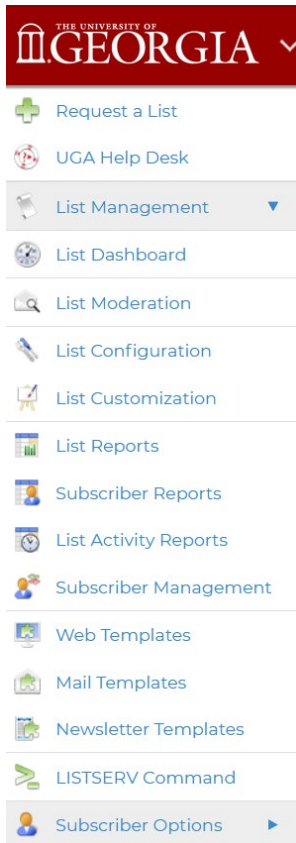 THE UNIVERSITY OF
GEORGIA
Request a List
UGA Help Desk
List Management
List Dashboard
List Moderation
List Configuration
List Customization
List Reports
Subscriber Reports
List Activity Reports
Subscriber Management
Web Templates
Mail Templates
Newsletter Templates
LISTSERV Command
Subscriber Options